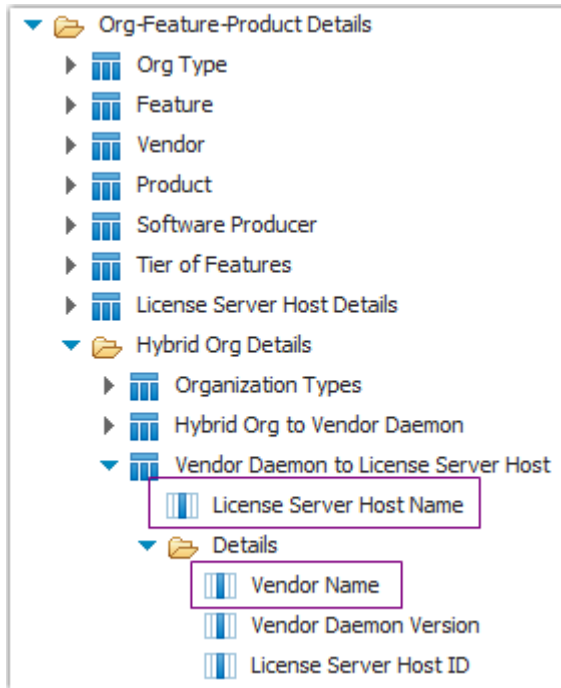 Org-Feature-Product Details
Org Type
Feature
Vendor
Product
Software Producer
Tier of Features
License Server Host Details
Hybrid Org Details
Organization Types
Hybrid Org to Vendor Daemon
Vendor Daemon to License Server Host
License Server Host Name
Details
Vendor Name
Vendor Daemon Version
License Server Host ID